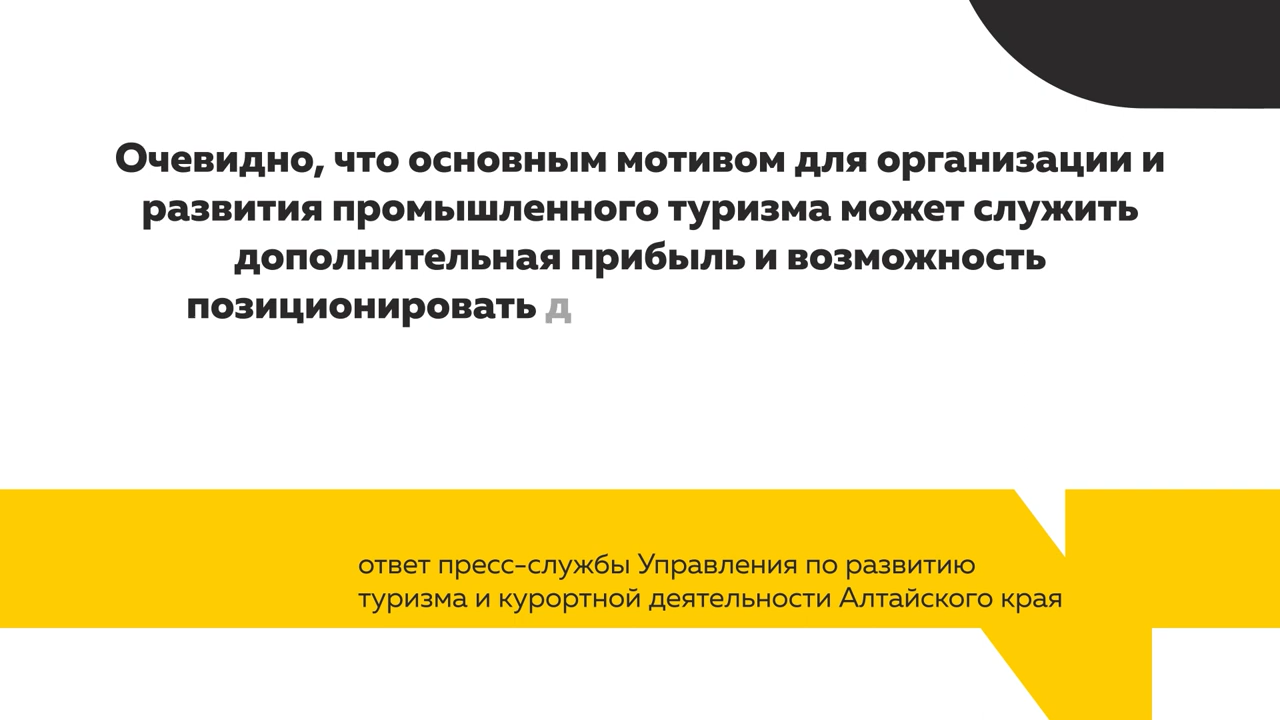 Очевидно, что основным мотивом для организации и
развития промышленного туризма может служить
дополнительная прибыль и возможность
позиционировать д
ответ пресс-службы Управления по развитию
туризма и курортной деятельности Алтайского края